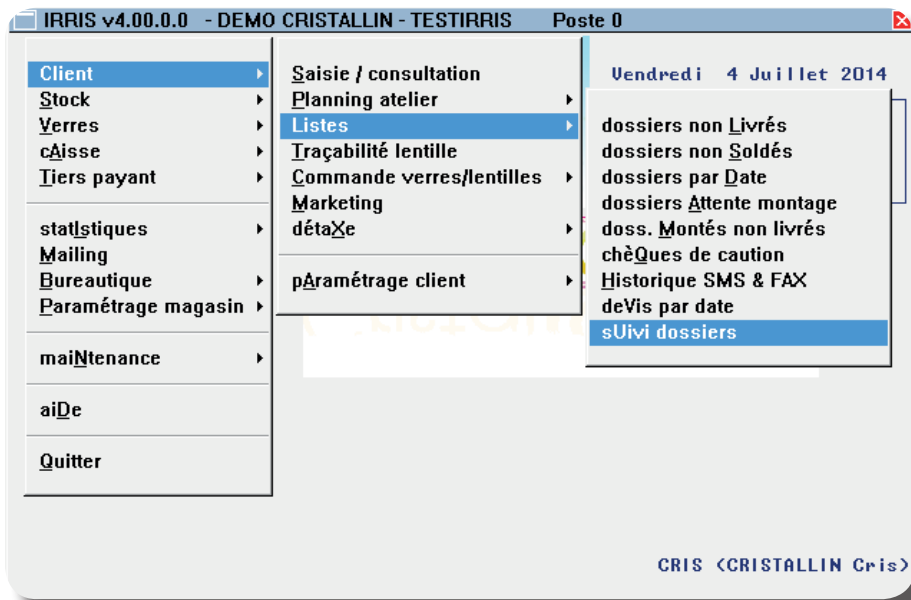 IRRIS v4.00.0.0 - DEMO CRISTALLIN - TESTIRRIS Poste 0
Vendredi 4 Juillet 2014
Client
Stock
Verres
cAisse
Tiers payant
statIstiques
Mailing
Bureautique
Paramétrage magasin
maiNtenance
aiDe
Quitter
Saisie / consultation
Planning atelier
Listes
Traçabilité lentille
Commande verres/lentilles
Marketing
détaXe
pAramétrage client
dossiers non Livrés
dossiers non Soldés
dossiers par Date
dossiers Attente montage
doss. Montés non livrés
chèQues de caution
Historique SMS & FAX
deVis par date
sUivi dossiers
CRIS (CRISTALLIN Cris)